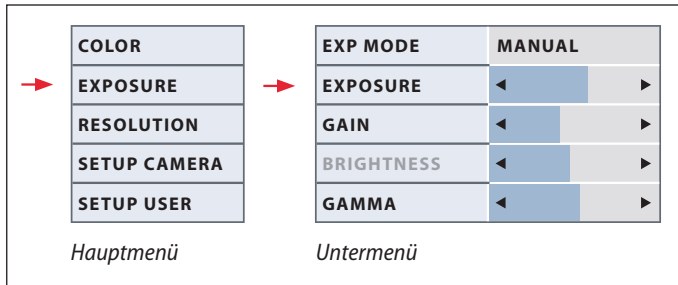 COLOR
EXPOSURE
RESOLUTION
SETUP CAMERA
SETUP USER
Hauptmenü
EXP MODE MANUAL
EXPOSURE
GAIN
BRIGHTNESS
GAMMA
Untermenü